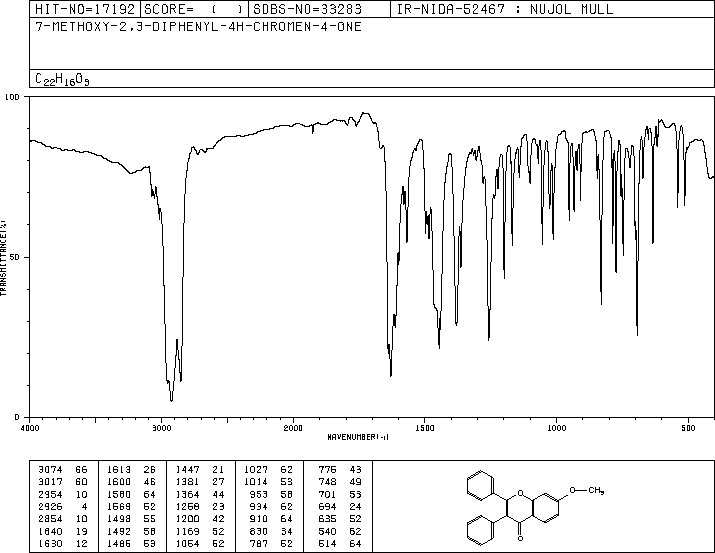 HIT-NO=17192 SCORE= ( ) SDBS-NO=33283 IR-NIDA-52467 : NUJOL MULL
7-METHOXY-2,3-DIPHENYL-4H-CHROMEN-4-ONE
C22H16O3
100
50
0
TRANSMITTANCE(%)
4000 3000 2000 1500 1000 500
WAVENUMBER(-1)
3074 66 1613 26 1447 21 1027 62 776 43
3017 60 1600 46 1381 27 1014 53 748 49
2954 10 1580 64 1364 44 953 58 701 53
2926 4 1569 52 1258 23 934 62 694 24
2854 10 1498 55 1200 42 910 64 635 52
1640 19 1492 58 1169 52 830 34 540 62
1630 12 1486 53 1054 52 787 52 514 64
O
O CH3
O